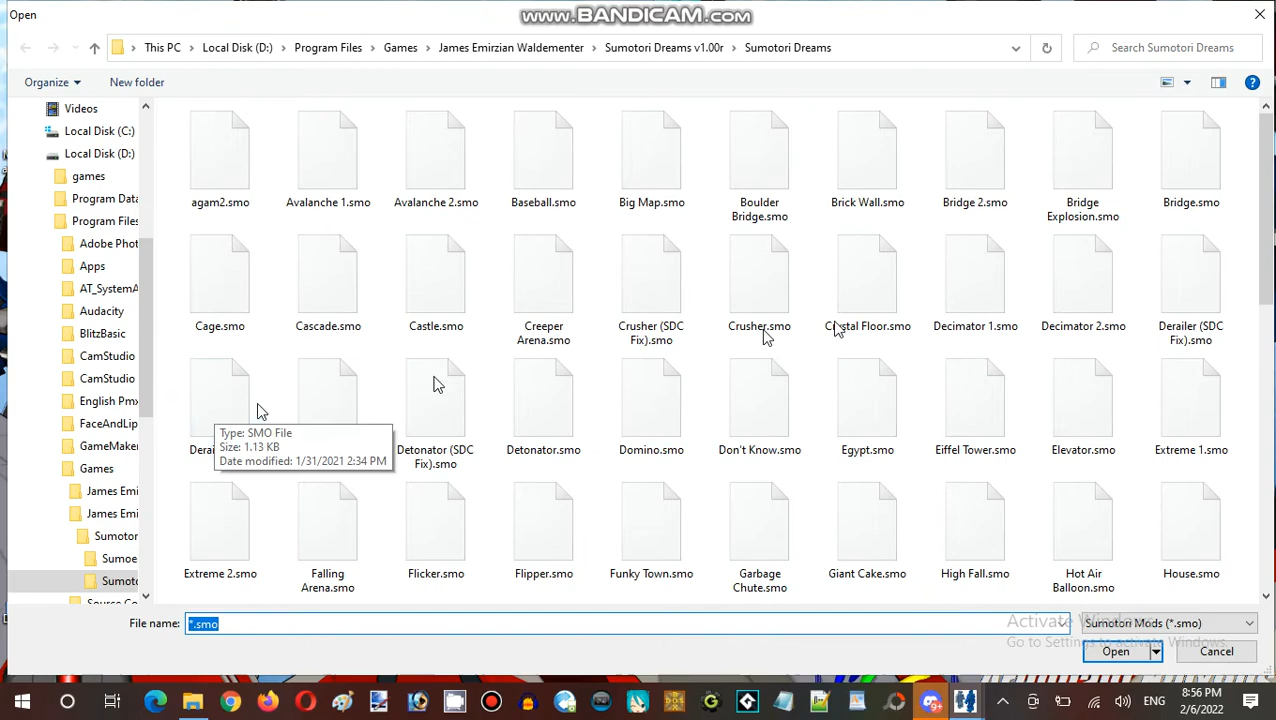 Open
www.BANDICAM.com
This PC > Local Disk (D:) > Program Files > Games > James Emirzian Waldementer > Sumotori Dreams v1.00r > Sumotori Dreams
Search Sumotori Dreams
Organize
New folder
Videos
Local Disk (C:)
Local Disk (D:)
games
Program Data
Program Files
Adobe Phot
Apps
AT_SystemA
Audacity
BlitzBasic
CamStudio
CamStudio
English Pmx
FaceAndLip
GameMaker
Games
James Emi
James Emi
Sumotor
Sumoe
Sumoto
Source Co
agam2.smo
Avalanche 1.smo
Avalanche 2.smo
Baseball.smo
Big Map.smo
Boulder
Bridge.smo
Brick Wall.smo
Bridge 2.smo
Bridge
Explosion.smo
Bridge.smo
Cage.smo
Cascade.smo
Castle.smo
Creeper
Arena.smo
Crusher (SDC
Fix).smo
Crusher.smo
Floor.smo
Decimator 1.smo
Decimator 2.smo
Derailer (SDC
Fix).smo
Derai
Type: SMO File
Size: 1.13 KB
Date modified: 1/31/2021 2:34 PM
Detonator (SDC
Fix).smo
Detonator.smo
Domino.smo
Don't Know.smo
Egypt.smo
Eiffel Tower.smo
Elevator.smo
Extreme 1.smo
Extreme 2.smo
Falling
Arena.smo
Flicker.smo
Flipper.smo
Funky Town.smo
Garbage
Chute.smo
Giant Cake.smo
High Fall.smo
Hot Air
Balloon.smo
House.smo
File name:
*.smo
Sumotori Mods (*.smo)
Activate Windows
Go to Settings to activate Windows.
Open
Cancel
ENG
8:56 PM
2/6/2022